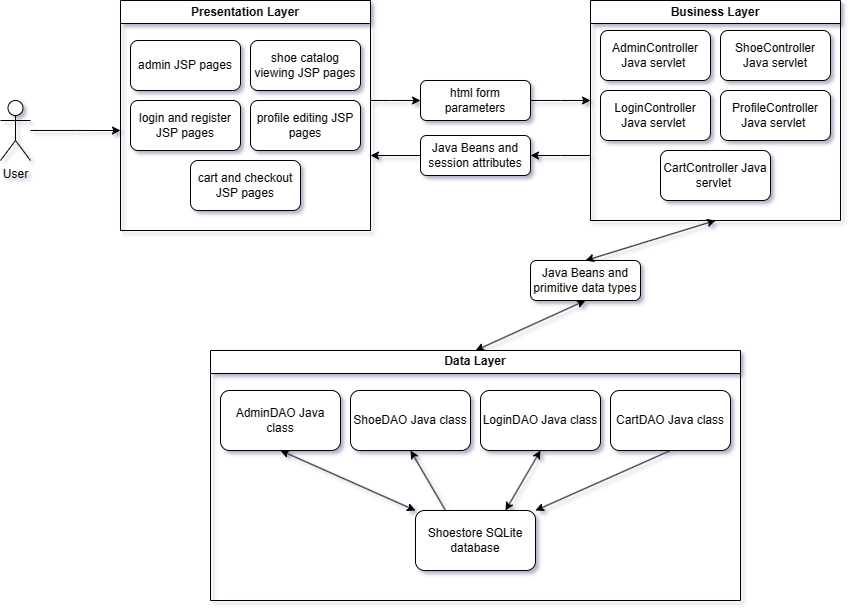 Presentation Layer
admin JSP pages
shoe catalog
viewing JSP pages
login and register
JSP pages
profile editing JSP
pages
cart and checkout
JSP pages
User
html form
parameters
Java Beans and
session attributes
Business Layer
AdminController
Java servlet
ShoeController
Java servlet
LoginController
Java servlet
ProfileController
Java servlet
CartController Java
servlet
Java Beans and
primitive data types
Data Layer
AdminDAO Java
class
ShoeDAO Java class
LoginDAO Java class
CartDAO Java class
Shoestore SQLite
database